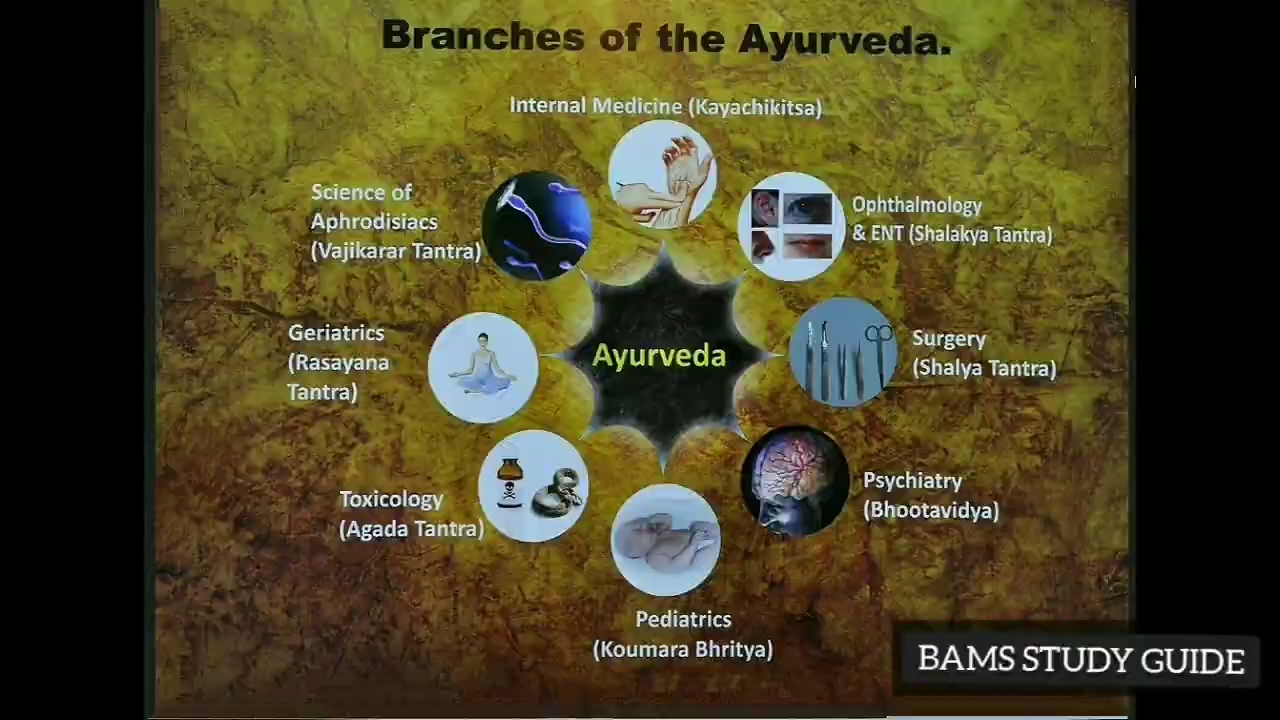 Branches of the Ayurveda.
Internal Medicine (Kayachikitsa)
Ophthalmology
& ENT (Shalakya Tantra)
Surgery
(Shalya Tantra)
Psychiatry
(Bhootavidya)
Pediatrics
(Koumara Bhritya)
Toxicology
(Agada Tantra)
Geriatrics
(Rasayana
Tantra)
Science of
Aphrodisiacs
(Vajikarar Tantra)
Ayurveda
BAMS STUDY GUIDE